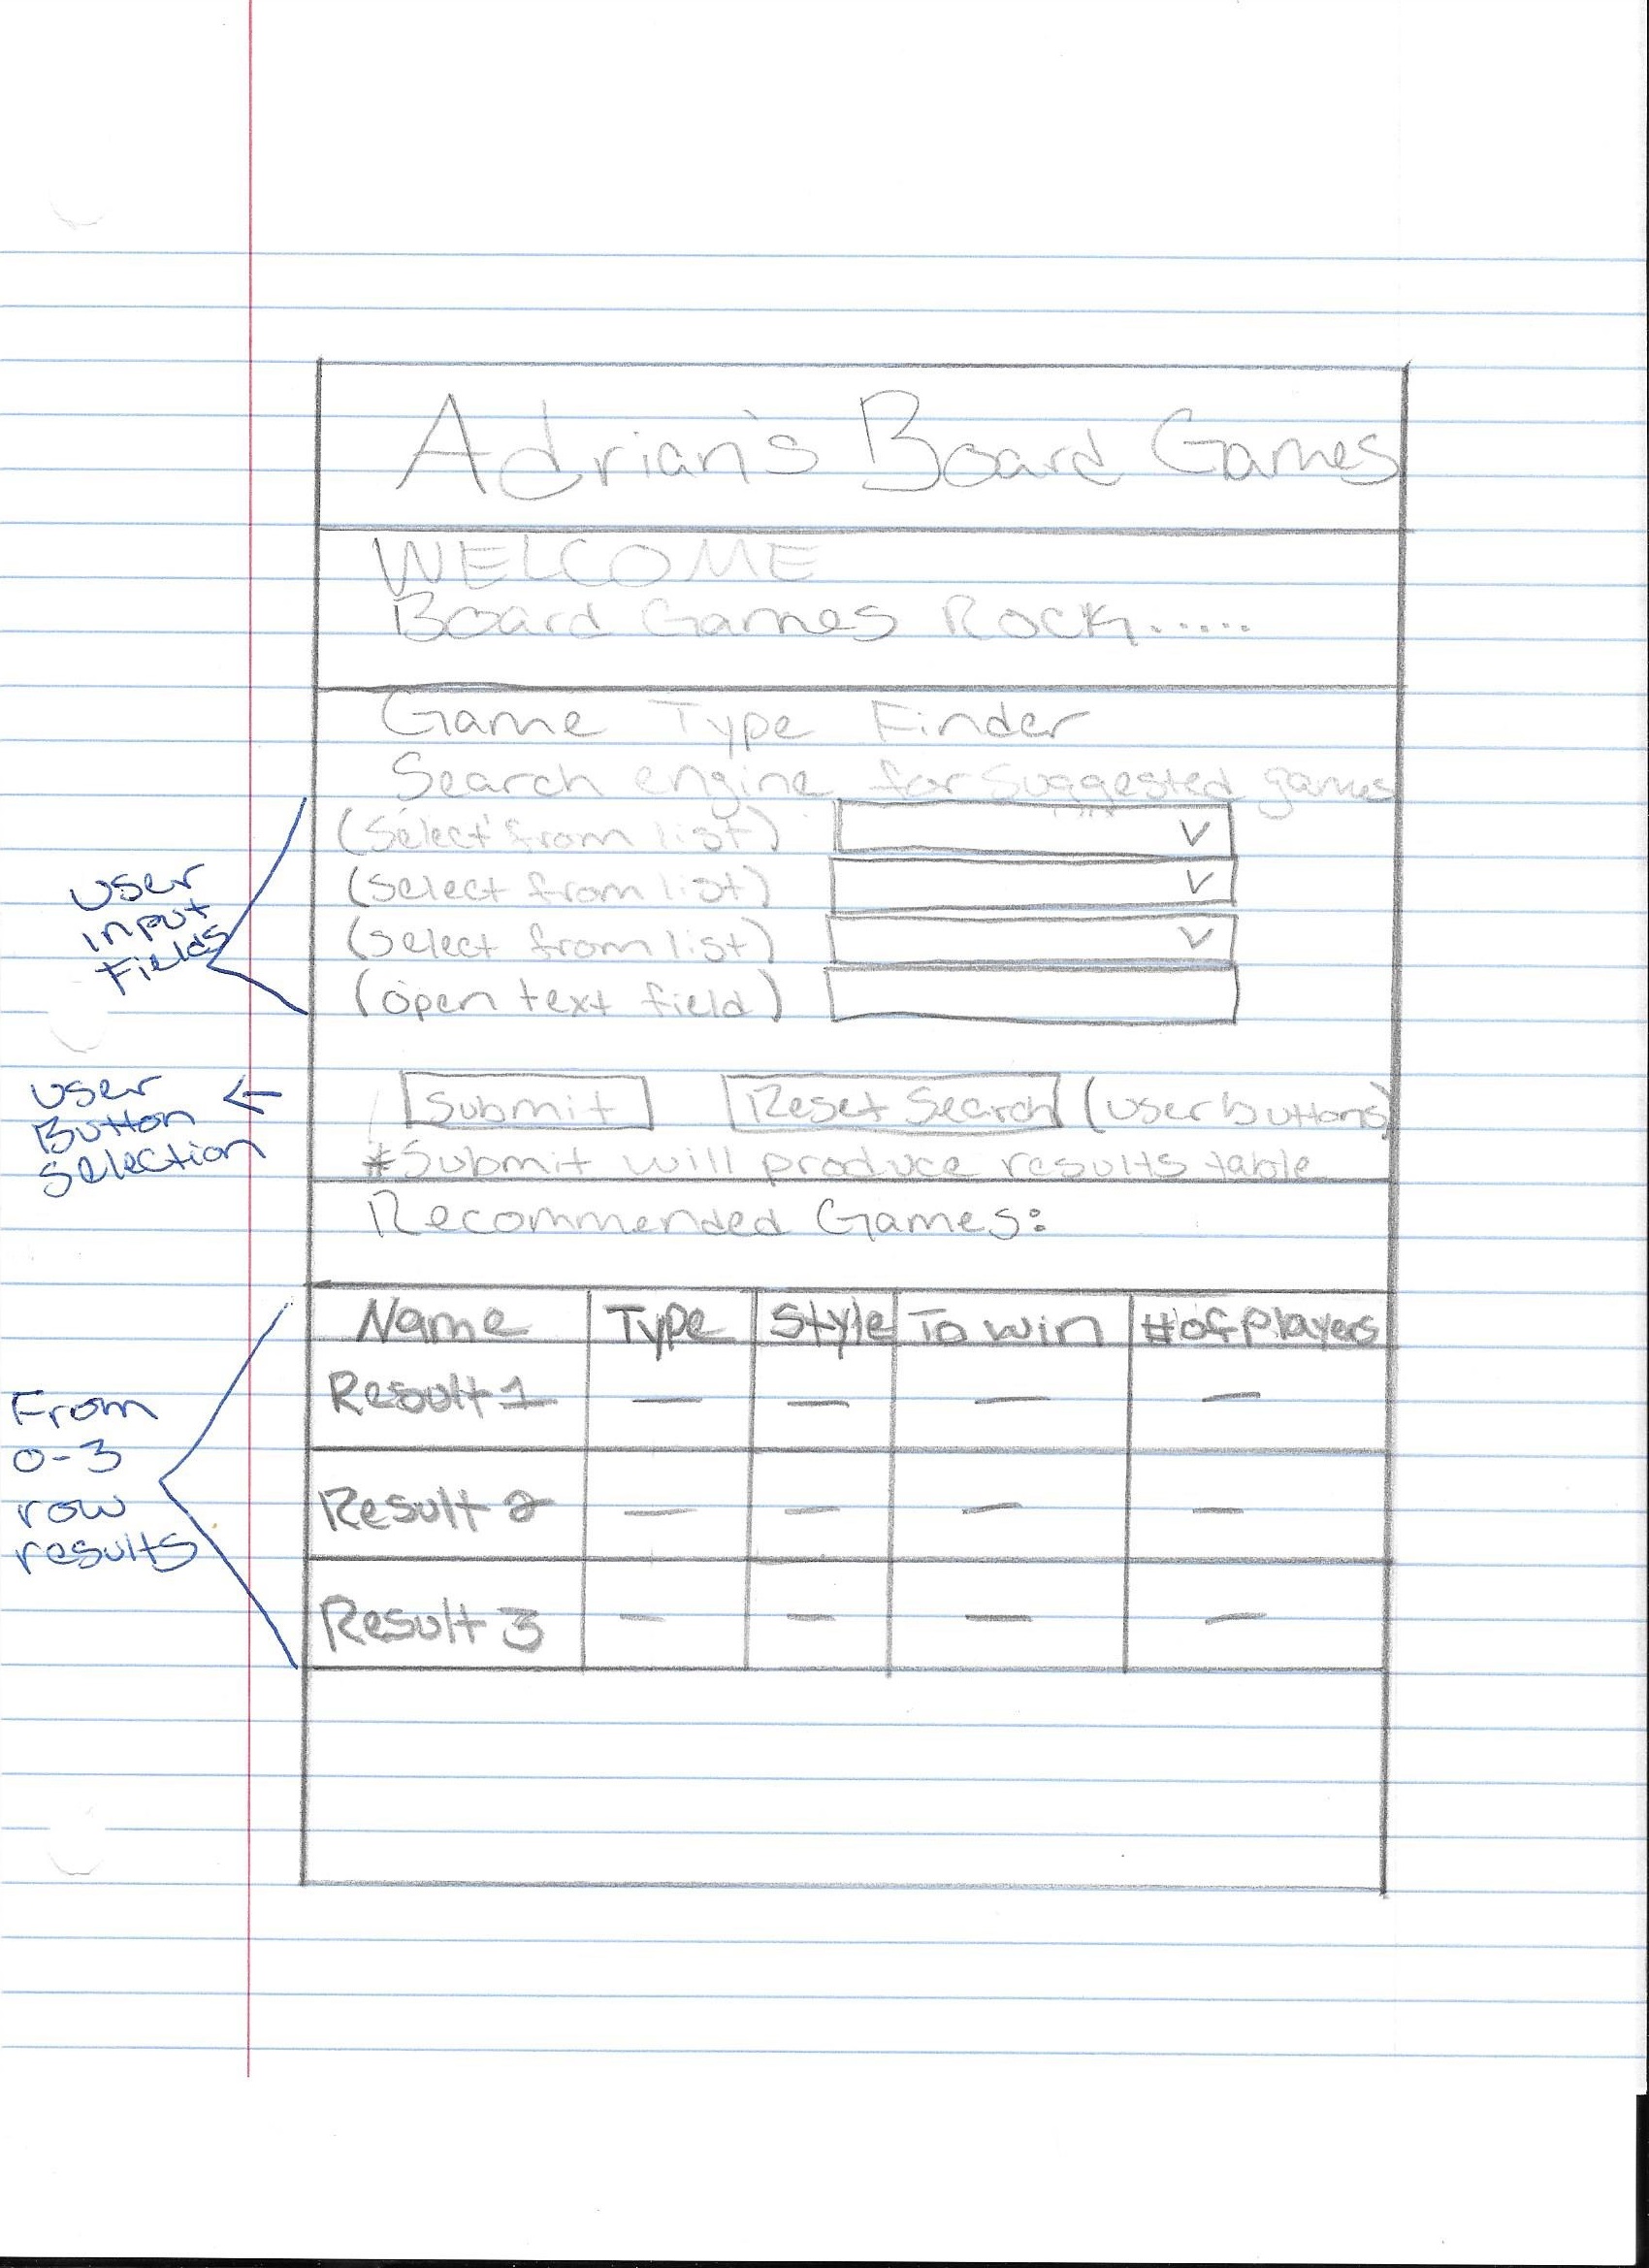 Adrian's Board Games
WELCOME
Board Games Rock.....
Game Type Finder
Search engine for suggested games
(Select from list)
(select from list)
(select from list)
(open text field)
User
input
fields
Submit Reset Search (user buttons)
*Submit will produce results table
User
Button
Selection
Recommended Games:
Name Type Style To win #of players
Result 1 — — — —
Result 2 — — — —
Result 3 — — — —
From
0-3
row
results